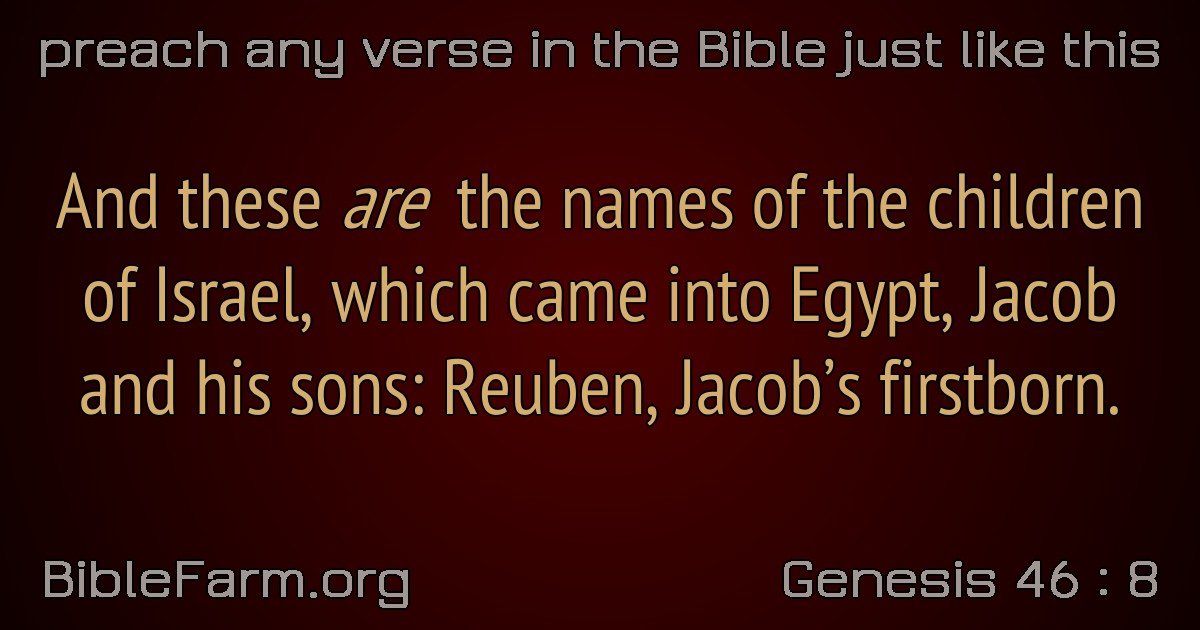 preach any verse in the Bible just like this
And these are the names of the children
of Israel, which came into Egypt, Jacob
and his sons: Reuben, Jacob’s firstborn.
BibleFarm.org
Genesis 46 : 8